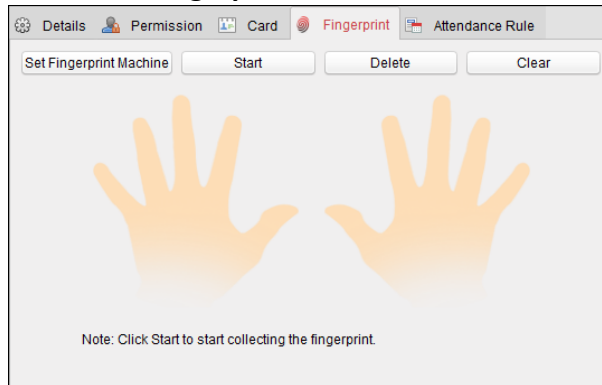 Details Permission Card Fingerprint Attendance Rule
Set Fingerprint Machine Start Delete Clear
Note: Click Start to start collecting the fingerprint.